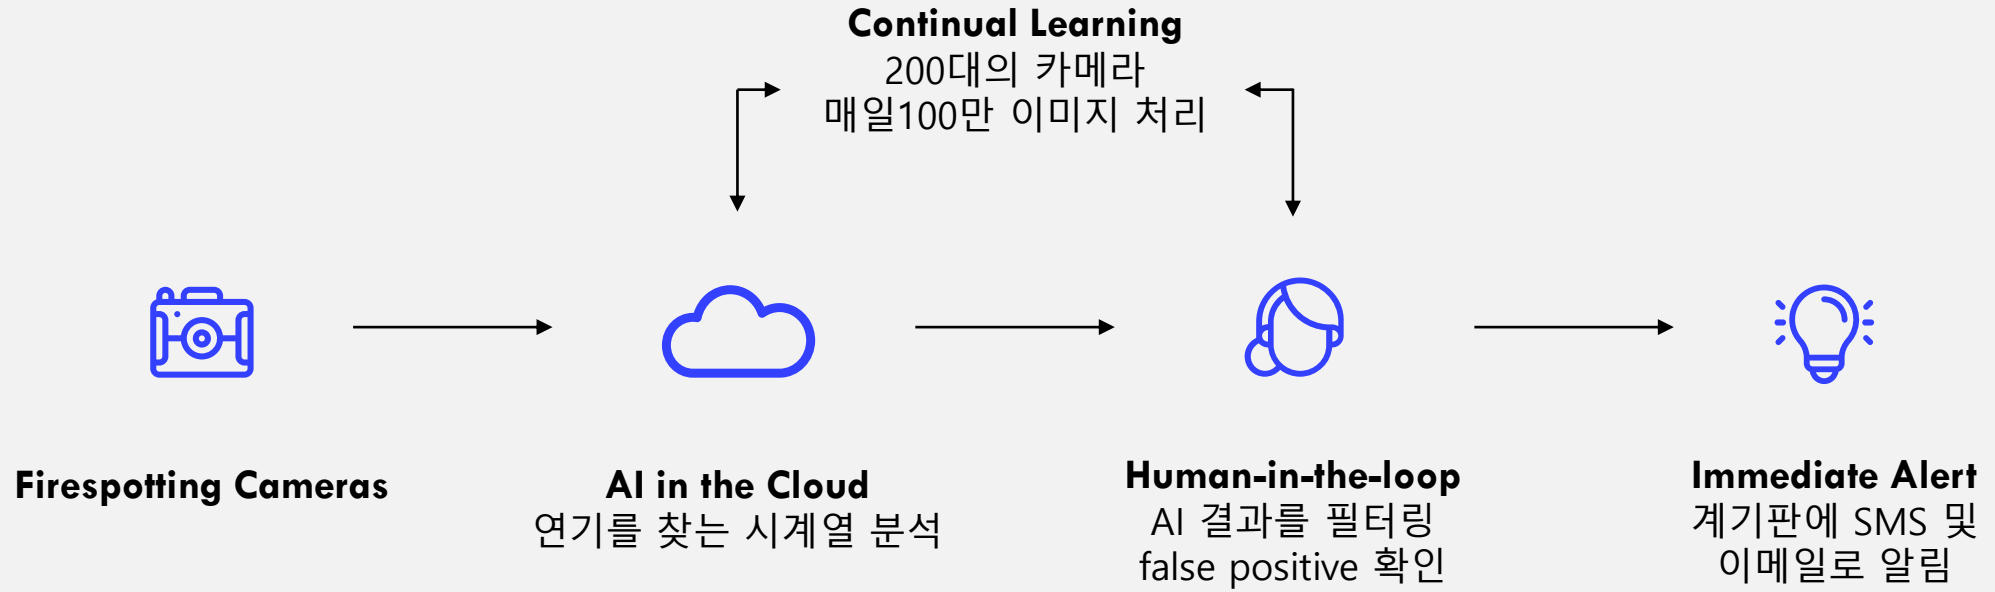 Continual Learning
200대의 카메라
매일100만 이미지 처리
Firespotting Cameras
AI in the Cloud
연기를 찾는 시계열 분석
Human-in-the-loop
AI 결과를 필터링
false positive 확인
Immediate Alert
계기판에 SMS 및
이메일로 알림